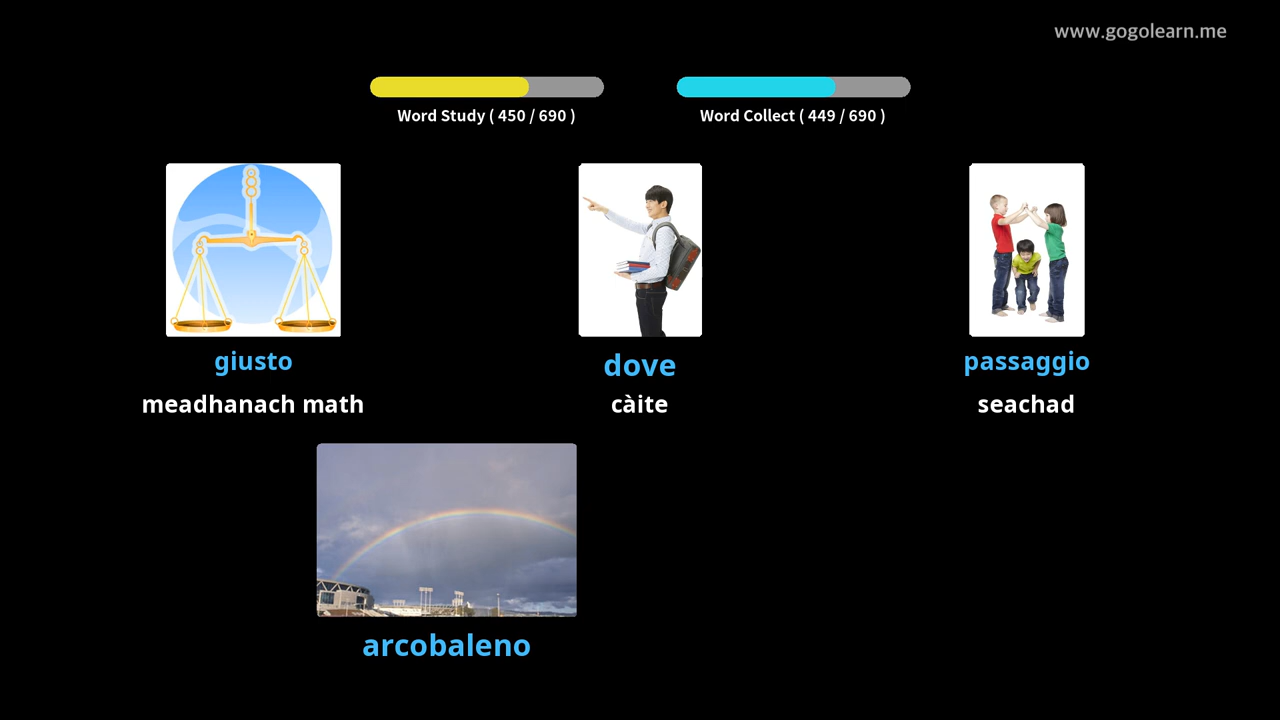 www.gogolearn.me
Word Study ( 450 / 690 )
Word Collect ( 449 / 690 )
giusto
dove
passaggio
meadhanach math
càite
seachad
arcobaleno